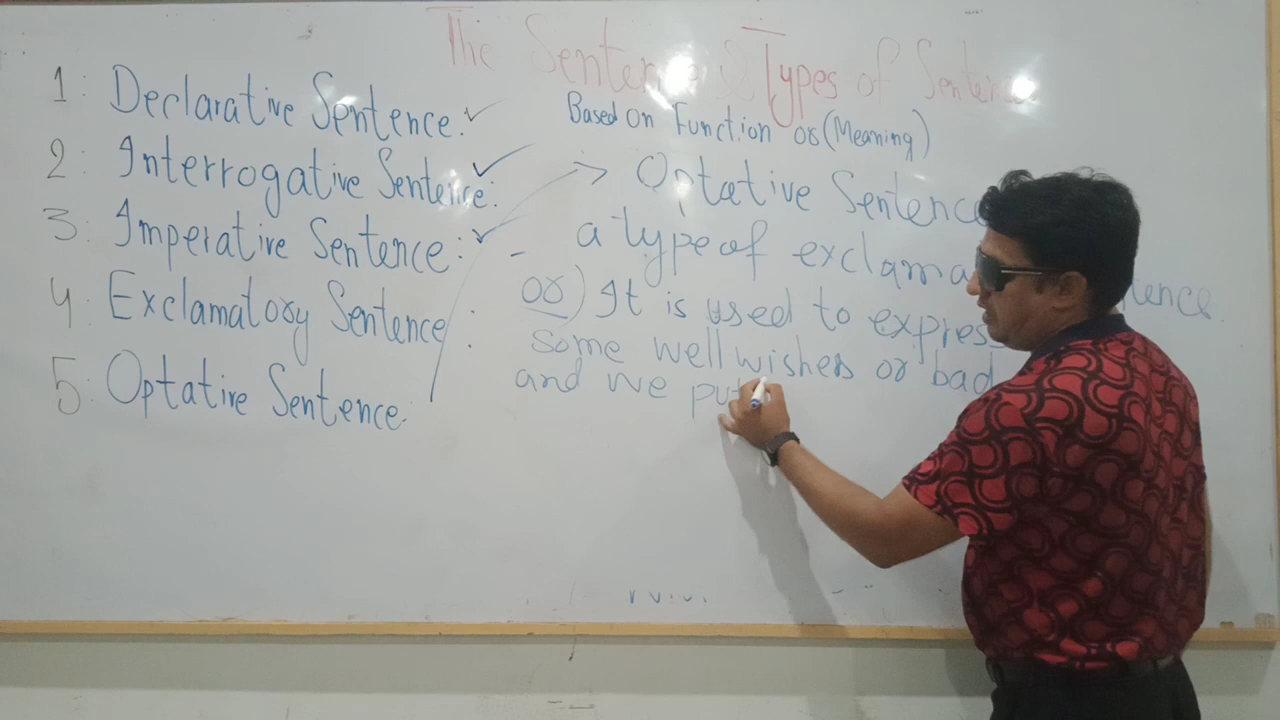 The Sentence & Types of Sentence
Based on Function or (Meaning)
1: Declarative Sentence:
2: Interrogative Sentence:
3: Imperative Sentence:
4: Exclamatory Sentence:
5: Optative Sentence:
Optative Sentence
- a type of exclama tence.
or) It is used to express
some well wishes or bad
and we put